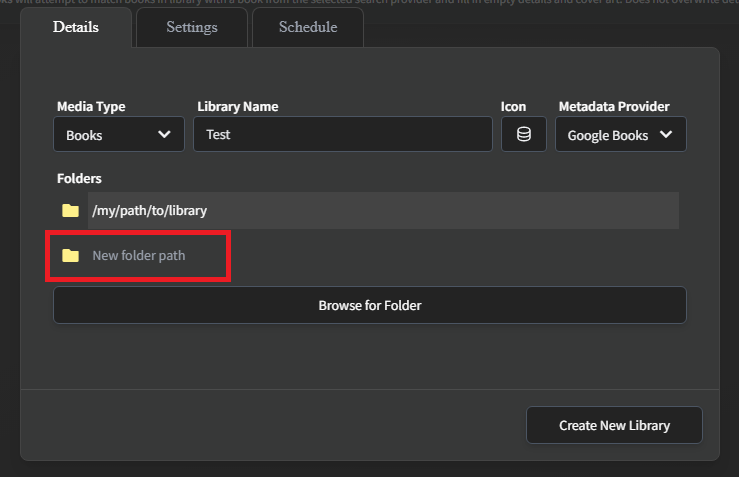 ks will attempt to match books in library with a book from the selected search provider and fill in empty details and cover art. Does not overwrite det
Details Settings Schedule
Media Type Library Name Icon Metadata Provider
Books Test Google Books
Folders
/my/path/to/library
New folder path
Browse for Folder
Create New Library